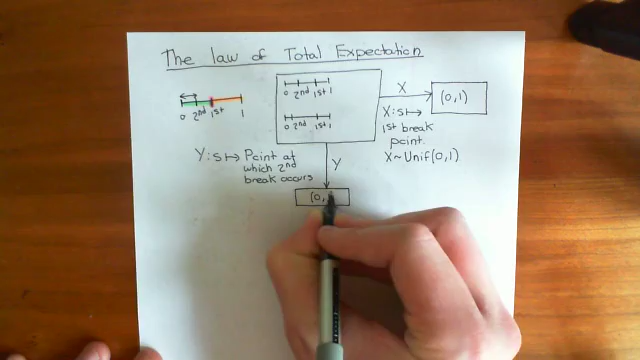 The law of Total Expectation
0 2nd 1st 1
0 2nd 1st 1
0 2nd 1st 1
X
(0,1)
X:s↦
1st break
point.
X~Unif(0,1)
Y:s↦ Point at
which 2nd
break occurs
Y
(0,